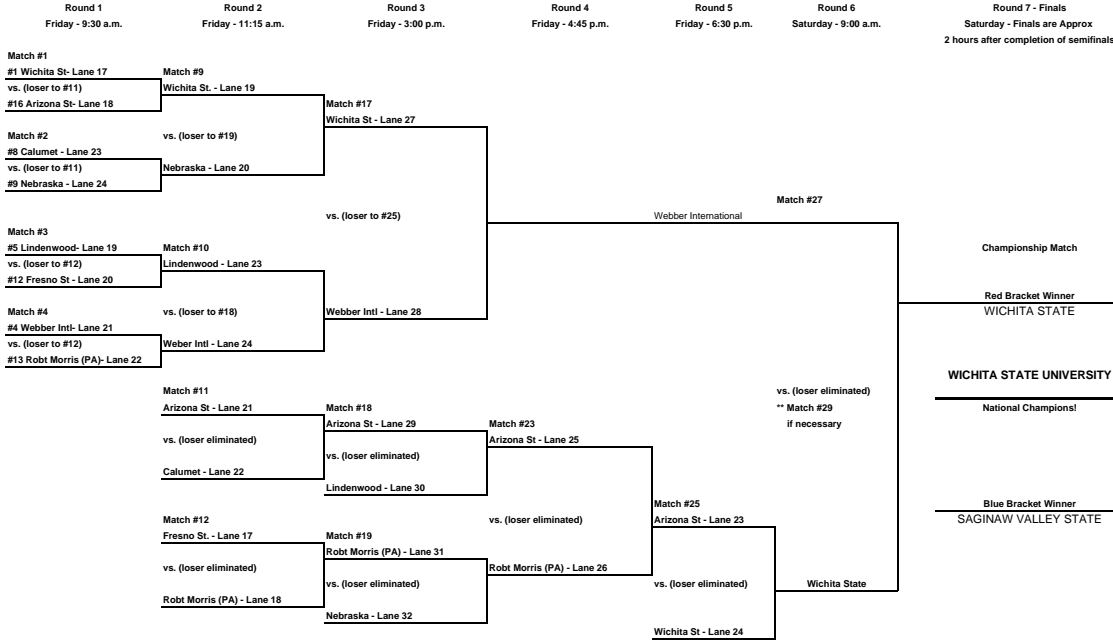 Round 1
Round 2
Round 3
Round 4
Round 5
Round 6
Round 7 - Finals
Friday - 9:30 a.m.
Friday - 11:15 a.m.
Friday - 3:00 p.m.
Friday - 4:45 p.m.
Friday - 6:30 p.m.
Saturday - 9:00 a.m.
Saturday - Finals are Approx
2 hours after completion of semifinals
Match #1
#1 Wichita St- Lane 17
vs. (loser to #11)
#16 Arizona St- Lane 18
Match #2
#8 Calumet - Lane 23
vs. (loser to #11)
#9 Nebraska - Lane 24
Match #3
#5 Lindenwood- Lane 19
vs. (loser to #12)
#12 Fresno St - Lane 20
Match #4
#4 Webber Intl- Lane 21
vs. (loser to #12)
#13 Robt Morris (PA)- Lane 22
Match #9
Wichita St. - Lane 19
vs. (loser to #19)
Nebraska - Lane 20
Match #10
Lindenwood - Lane 23
vs. (loser to #18)
Weber Intl - Lane 24
Match #11
Arizona St - Lane 21
vs. (loser eliminated)
Calumet - Lane 22
Match #12
Fresno St. - Lane 17
vs. (loser eliminated)
Robt Morris (PA) - Lane 18
Match #17
Wichita St - Lane 27
vs. (loser to #25)
Webber Intl - Lane 28
Match #18
Arizona St - Lane 29
vs. (loser eliminated)
Lindenwood - Lane 30
Match #19
Robt Morris (PA) - Lane 31
vs. (loser eliminated)
Nebraska - Lane 32
Match #23
Arizona St - Lane 25
vs. (loser eliminated)
Robt Morris (PA) - Lane 26
Webber International
Match #25
Arizona St - Lane 23
vs. (loser eliminated)
Wichita St - Lane 24
Match #27
vs. (loser eliminated)
** Match #29
if necessary
Wichita State
Championship Match
Red Bracket Winner
WICHITA STATE
WICHITA STATE UNIVERSITY
National Champions!
Blue Bracket Winner
SAGINAW VALLEY STATE